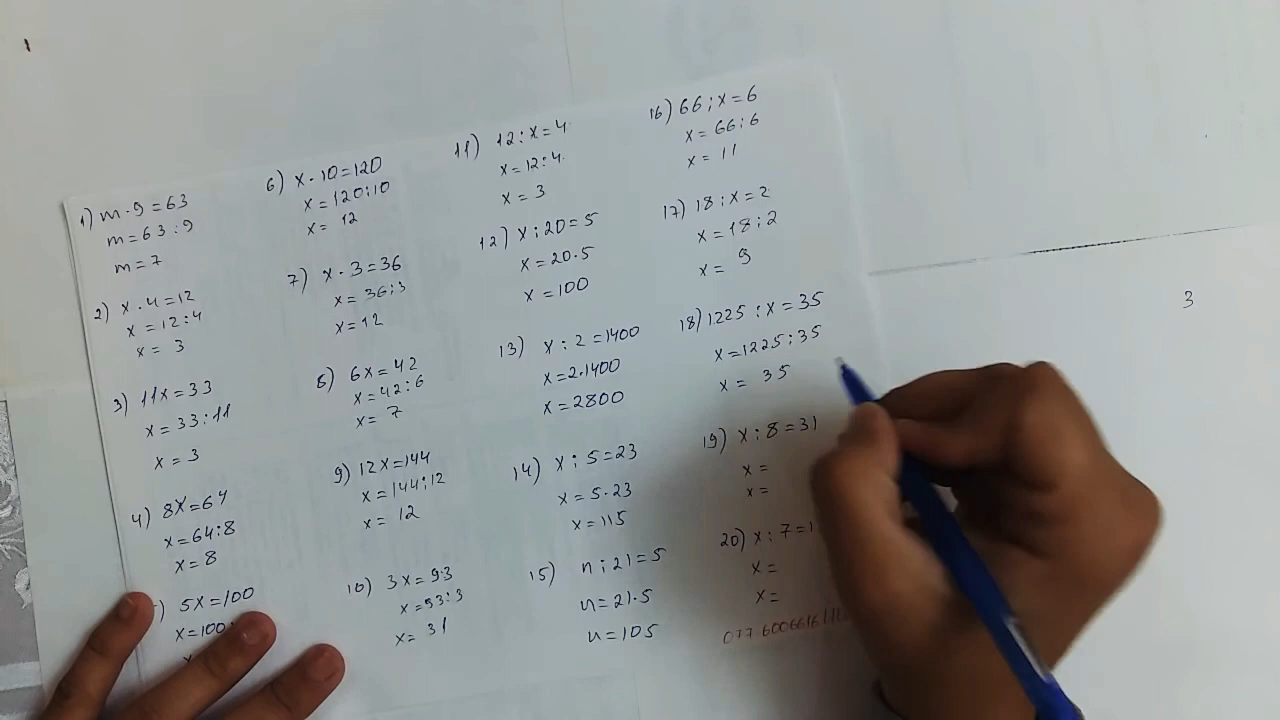 1) m · 9 = 63
m = 63 : 9
m = 7
2) x · 4 = 12
x = 12 : 4
x = 3
3) 11x = 33
x = 33 : 11
x = 3
4) 8x = 64
x = 64 : 8
x = 8
5x = 100
x = 100
6) x · 10 = 120
x = 120 : 10
x = 12
7) x · 3 = 36
x = 36 : 3
x = 12
6x = 42
x = 42 : 6
x = 7
9) 12x = 144
x = 144 : 12
x = 12
10) 3x = 93
x = 93 : 3
x = 31
11) 12 : x = 4
x = 12 : 4
x = 3
12) x : 20 = 5
x = 20 · 5
x = 100
13) x : 2 = 1400
x = 2 · 1400
x = 2800
14) x : 5 = 23
x = 5 · 23
x = 115
15) n : 21 = 5
n = 21 · 5
n = 105
16) 66 : x = 6
x = 66 : 6
x = 11
17) 18 : x = 2
x = 18 : 2
x = 9
18) 1225 : x = 35
x = 1225 : 35
x = 35
19) x : 8 = 31
x =
x =
20) x : 7 = 1
x =
x =
3